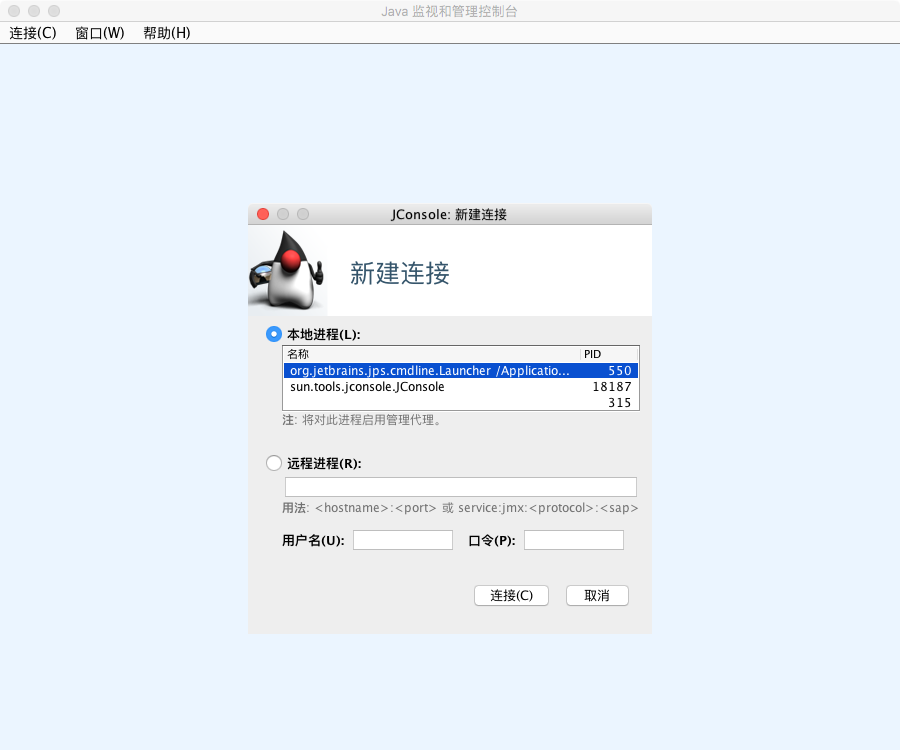 Java 监视和管理控制台
连接(C) 窗口(W) 帮助(H)
JConsole: 新建连接
新建连接
本地进程(L):
名称 PID
org.jetbrains.jps.cmdline.Launcher /Applicatio... 550
sun.tools.jconsole.JConsole 18187
315
注: 将对此进程启用管理代理。
远程进程(R):
用法: <hostname>:<port> 或 service:jmx:<protocol>:<sap>
用户名(U): 口令(P):
连接(C) 取消